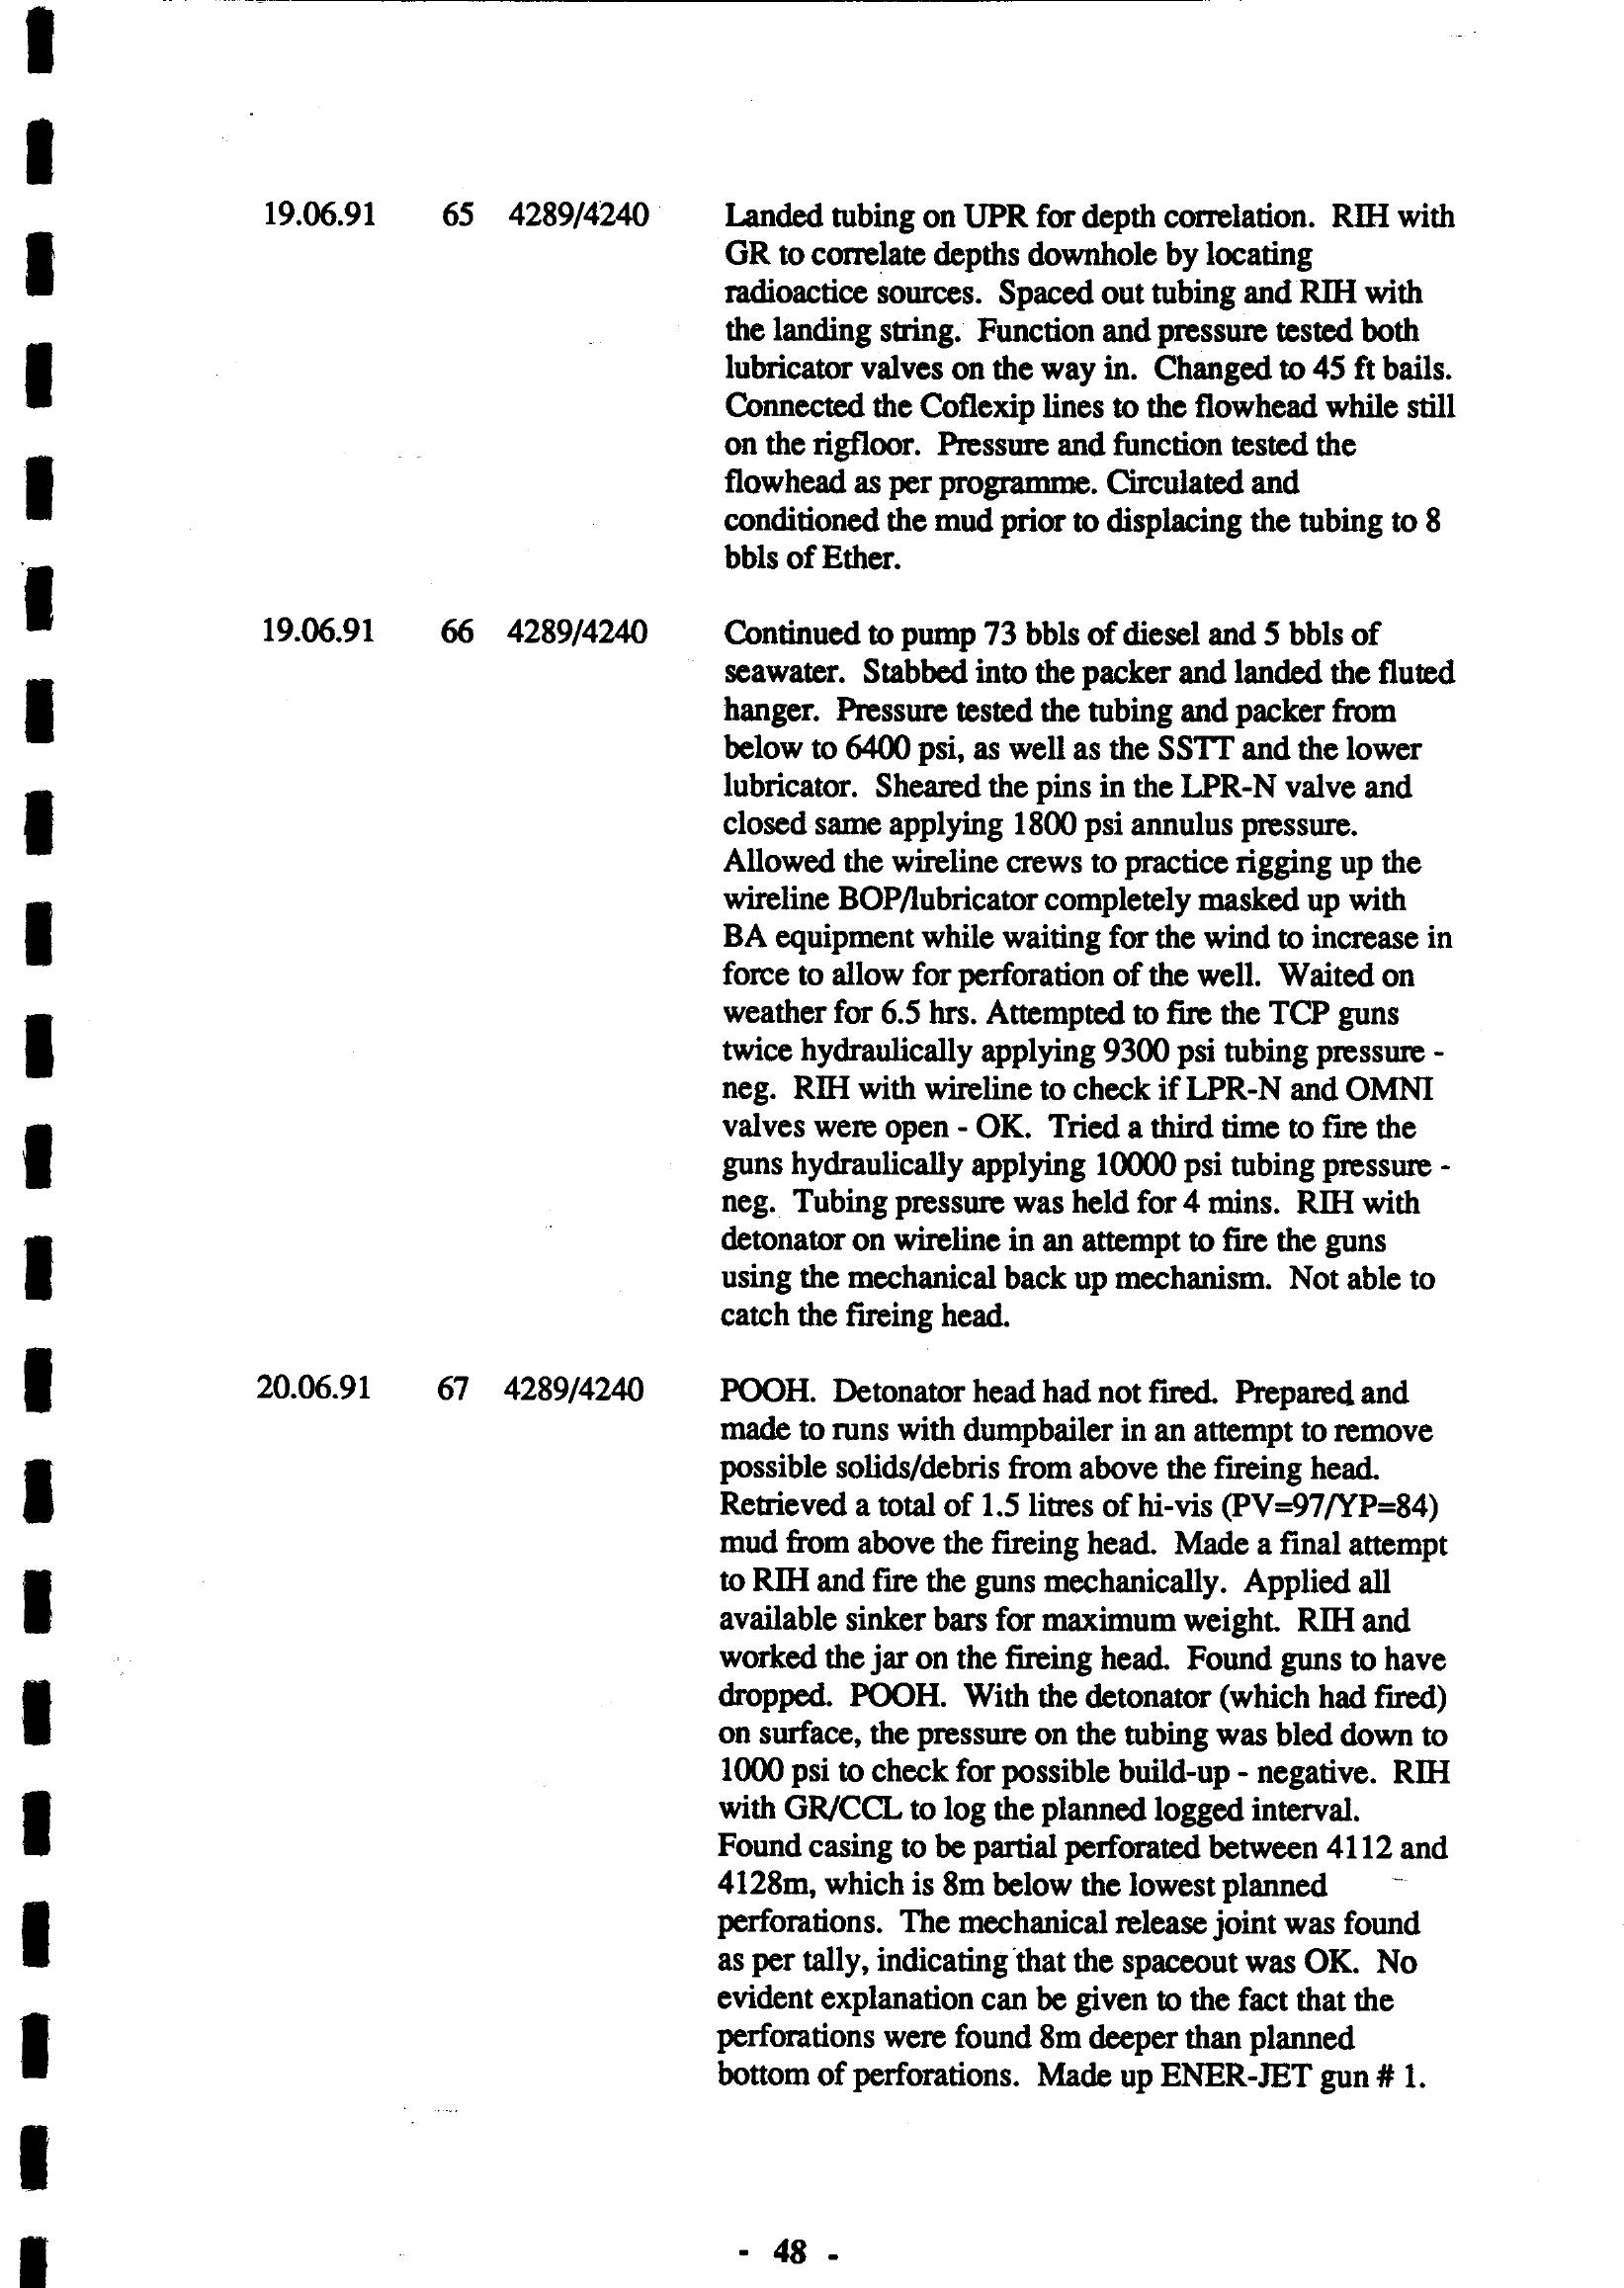 19.06.91 65 4289/4240 Landed tubing on UPR for depth correlation. RIH with
GR to correlate depths downhole by locating
radioactice sources. Spaced out tubing and RIH with
the landing string. Function and pressure tested both
lubricator valves on the way in. Changed to 45 ft bails.
Connected the Coflexip lines to the flowhead while still
on the rigfloor. Pressure and function tested the
flowhead as per programme. Circulated and
conditioned the mud prior to displacing the tubing to 8
bbls of Ether.
19.06.91 66 4289/4240 Continued to pump 73 bbls of diesel and 5 bbls of
seawater. Stabbed into the packer and landed the fluted
hanger. Pressure tested the tubing and packer from
below to 6400 psi, as well as the SSTT and the lower
lubricator. Sheared the pins in the LPR-N valve and
closed same applying 1800 psi annulus pressure.
Allowed the wireline crews to practice rigging up the
wireline BOP/lubricator completely masked up with
BA equipment while waiting for the wind to increase in
force to allow for perforation of the well. Waited on
weather for 6.5 hrs. Attempted to fire the TCP guns
twice hydraulically applying 9300 psi tubing pressure -
neg. RIH with wireline to check if LPR-N and OMNI
valves were open - OK. Tried a third time to fire the
guns hydraulically applying 10000 psi tubing pressure -
neg. Tubing pressure was held for 4 mins. RIH with
detonator on wireline in an attempt to fire the guns
using the mechanical back up mechanism. Not able to
catch the fireing head.
20.06.91 67 4289/4240 POOH. Detonator head had not fired. Prepared and
made to runs with dumpbailer in an attempt to remove
possible solids/debris from above the fireing head.
Retrieved a total of 1.5 litres of hi-vis (PV=97/YP=84)
mud from above the fireing head. Made a final attempt
to RIH and fire the guns mechanically. Applied all
available sinker bars for maximum weight. RIH and
worked the jar on the fireing head. Found guns to have
dropped. POOH. With the detonator (which had fired)
on surface, the pressure on the tubing was bled down to
1000 psi to check for possible build-up - negative. RIH
with GR/CCL to log the planned logged interval.
Found casing to be partial perforated between 4112 and
4128m, which is 8m below the lowest planned
perforations. The mechanical release joint was found
as per tally, indicating that the spaceout was OK. No
evident explanation can be given to the fact that the
perforations were found 8m deeper than planned
bottom of perforations. Made up ENER-JET gun # 1.
- 48 -